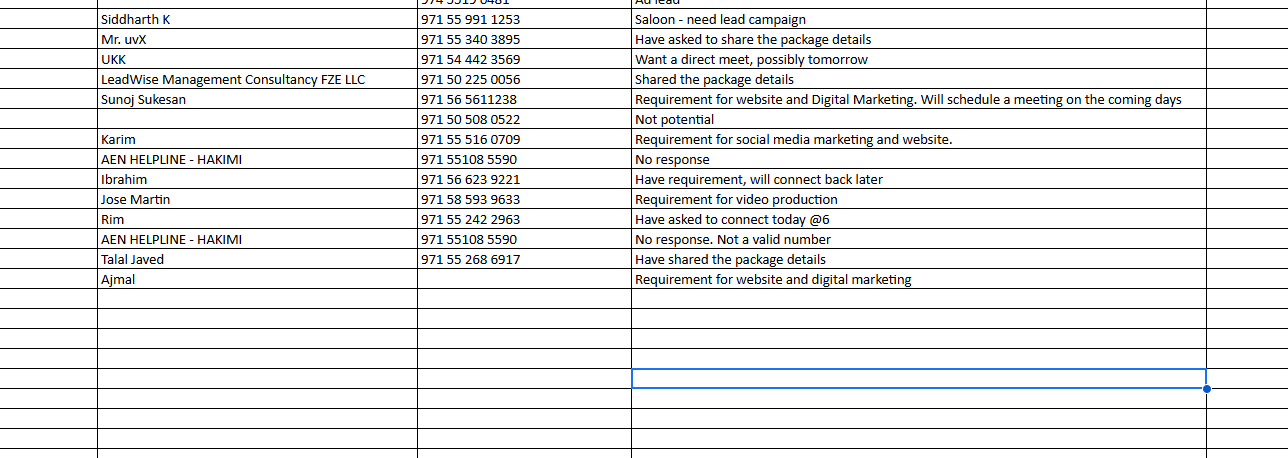 974 5519 0481 Ad lead
Siddharth K 971 55 991 1253 Saloon - need lead campaign
Mr. uvX 971 55 340 3895 Have asked to share the package details
UKK 971 54 442 3569 Want a direct meet, possibly tomorrow
LeadWise Management Consultancy FZE LLC 971 50 225 0056 Shared the package details
Sunoj Sukesan 971 56 5611238 Requirement for website and Digital Marketing. Will schedule a meeting on the coming days
971 50 508 0522 Not potential
Karim 971 55 516 0709 Requirement for social media marketing and website.
AEN HELPLINE - HAKIMI 971 55108 5590 No response
Ibrahim 971 56 623 9221 Have requirement, will connect back later
Jose Martin 971 58 593 9633 Requirement for video production
Rim 971 55 242 2963 Have asked to connect today @6
AEN HELPLINE - HAKIMI 971 55108 5590 No response. Not a valid number
Talal Javed 971 55 268 6917 Have shared the package details
Ajmal Requirement for website and digital marketing